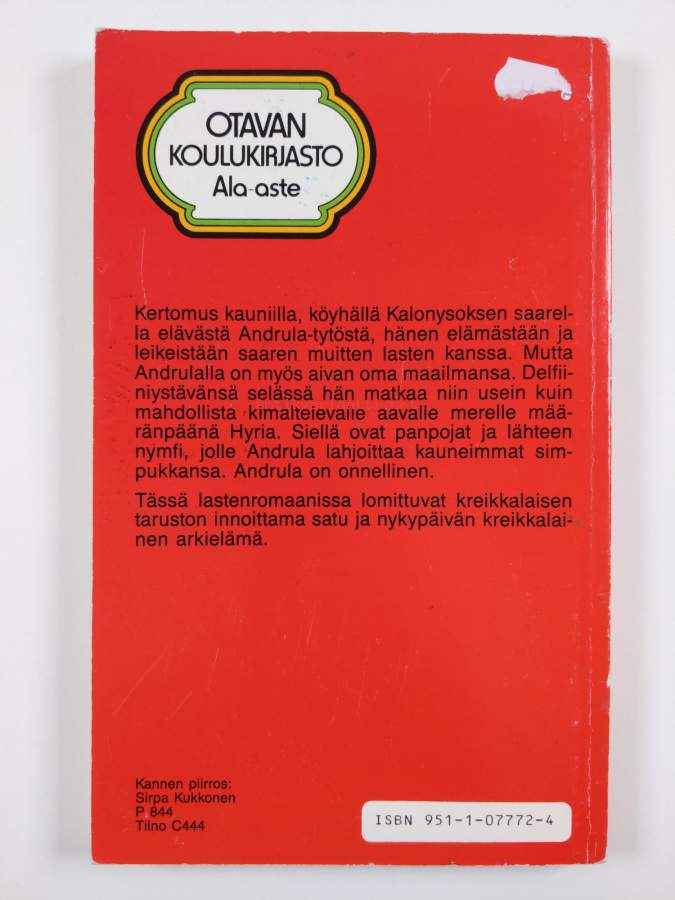 OTAVAN
KOULUKIRJASTO
Ala-aste
Kertomus kauniilla, köyhällä Kalonysoksen saarel-
la elävästä Andrula-tytöstä, hänen elämästään ja
leikeistään saaren muitten lasten kanssa. Mutta
Andrulalla on myös aivan oma maailmansa. Delfii-
niystävänsä selässä hän matkaa niin usein kuin
mahdollista kimaltelevalle aavalle merelle mää-
ränpäänä Hyria. Siellä ovat panpojat ja lähteen
nymfi, jolle Andrula lahjoittaa kauneimmat sim-
pukkansa. Andrula on onnellinen.
Tässä lastenromaanissa lomittuvat kreikkalaisen
taruston innoittama satu ja nykypäivän kreikkalai-
nen arkielämä.
Kannen piirros:
Sirpa Kukkonen
P 844
Tilno C444
ISBN 951-1-07772-4